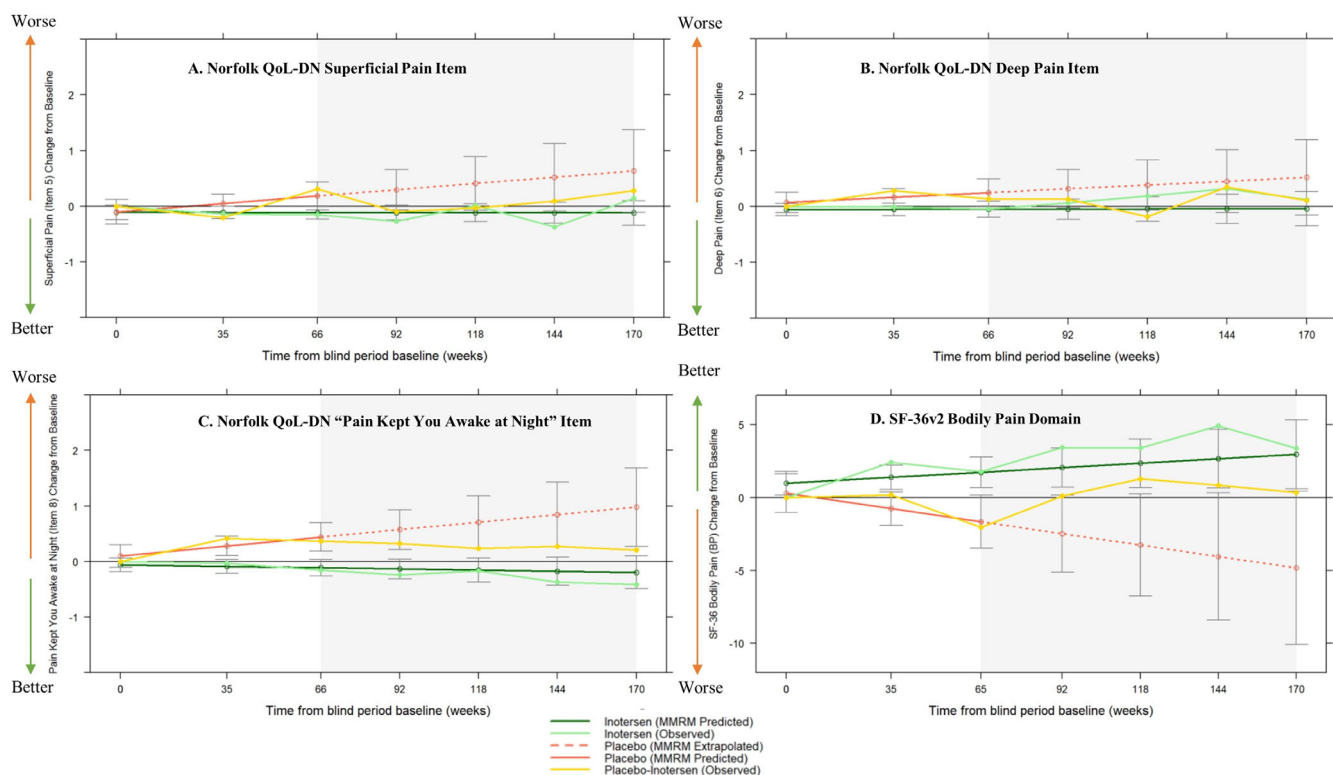 Worse
A. Norfolk QoL-DN Superficial Pain Item
Superficial Pain (Item 5) Change from Baseline
2
1
0
-1
Better
0 35 66 92 118 144 170
Time from blind period baseline (weeks)
Worse
B. Norfolk QoL-DN Deep Pain Item
Deep Pain (Item 6) Change from Baseline
2
1
0
-1
Better
0 35 66 92 118 144 170
Time from blind period baseline (weeks)
Worse
C. Norfolk QoL-DN “Pain Kept You Awake at Night” Item
Pain Kept You Awake at Night (Item 8) Change from Baseline
2
1
0
-1
Better
0 35 66 92 118 144 170
Time from blind period baseline (weeks)
Better
D. SF-36v2 Bodily Pain Domain
SF-36 Bodily Pain (BP) Change from Baseline
5
0
-5
-10
Worse
0 35 65 92 118 144 170
Time from blind period baseline (weeks)
Inotersen (MMRM Predicted)
Inotersen (Observed)
Placebo (MMRM Extrapolated)
Placebo (MMRM Predicted)
Placebo-Inotersen (Observed)